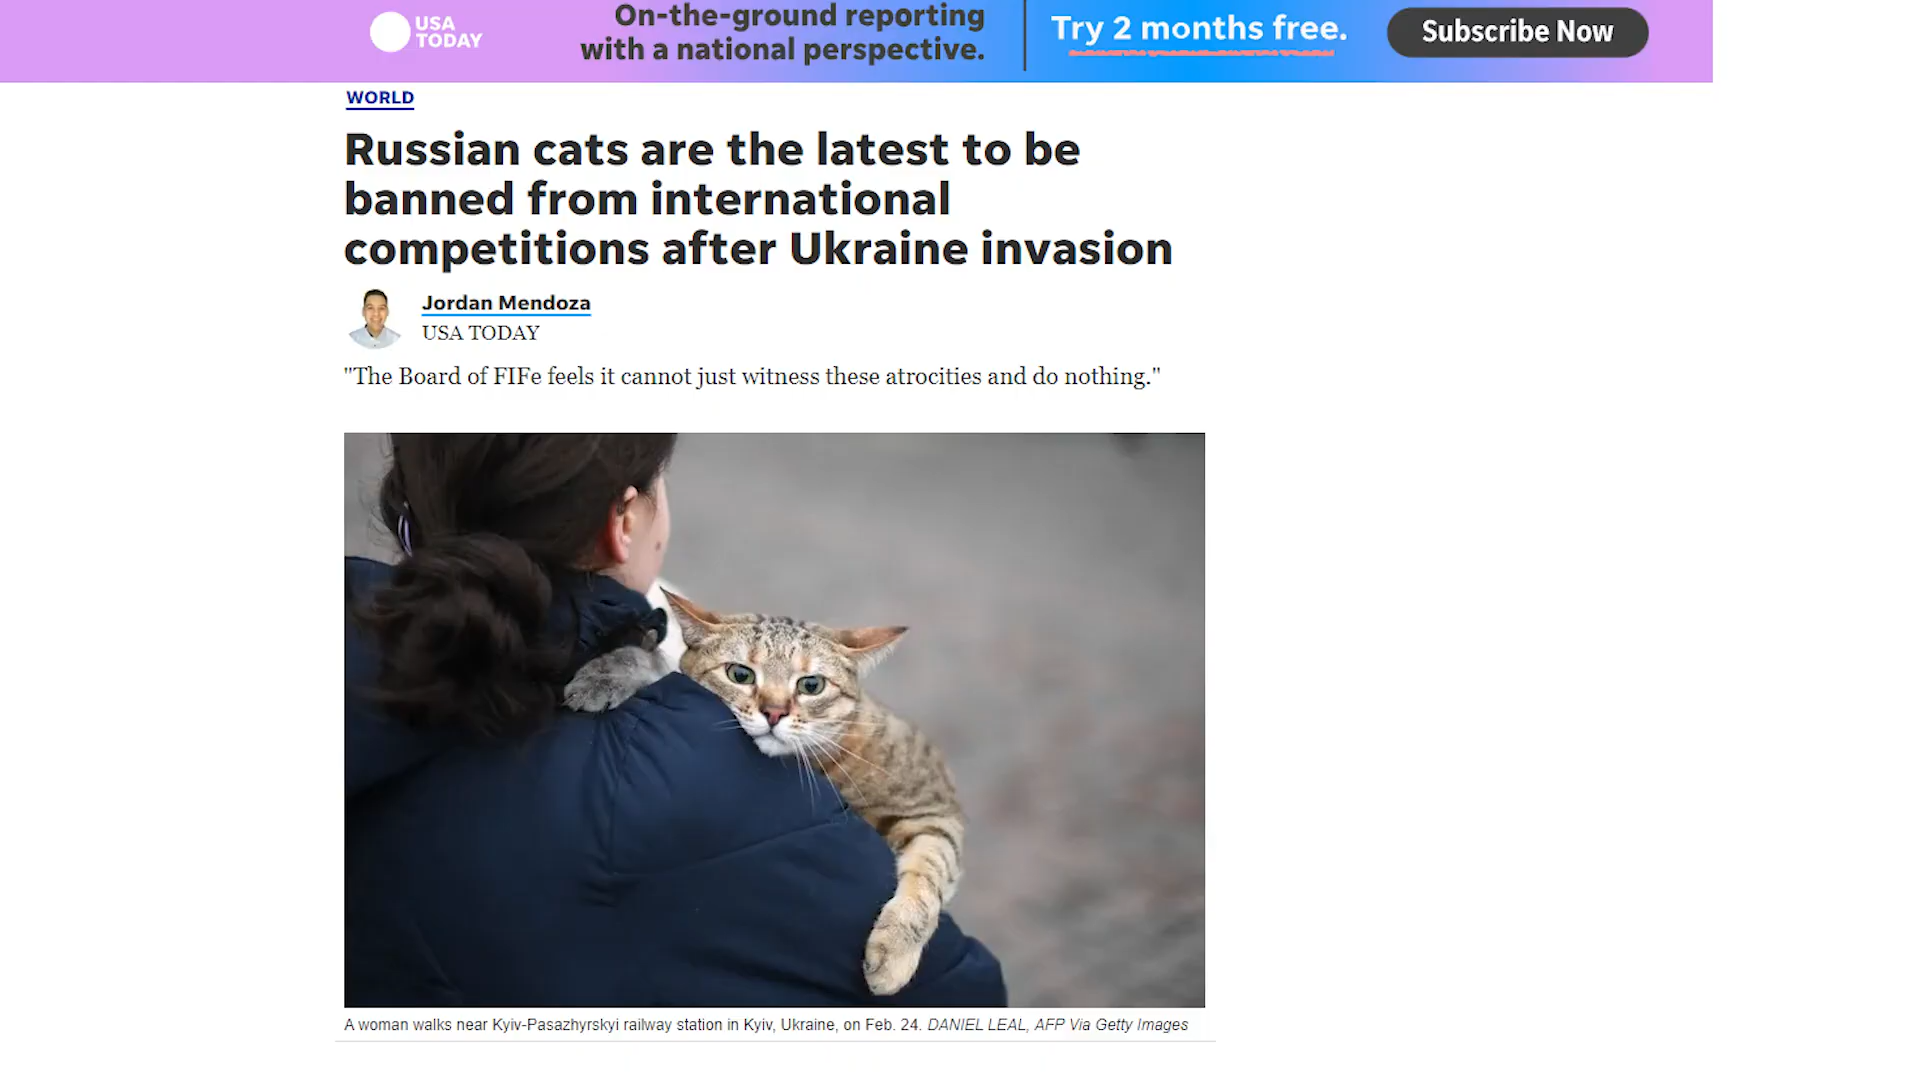 USA
TODAY
On-the-ground reporting
with a national perspective.
Try 2 months free.
Subscribe Now
WORLD
Russian cats are the latest to be
banned from international
competitions after Ukraine invasion
Jordan Mendoza
USA TODAY
"The Board of FIFe feels it cannot just witness these atrocities and do nothing."
A woman walks near Kyiv-Pasazhyrskyi railway station in Kyiv, Ukraine, on Feb. 24. DANIEL LEAL, AFP Via Getty Images